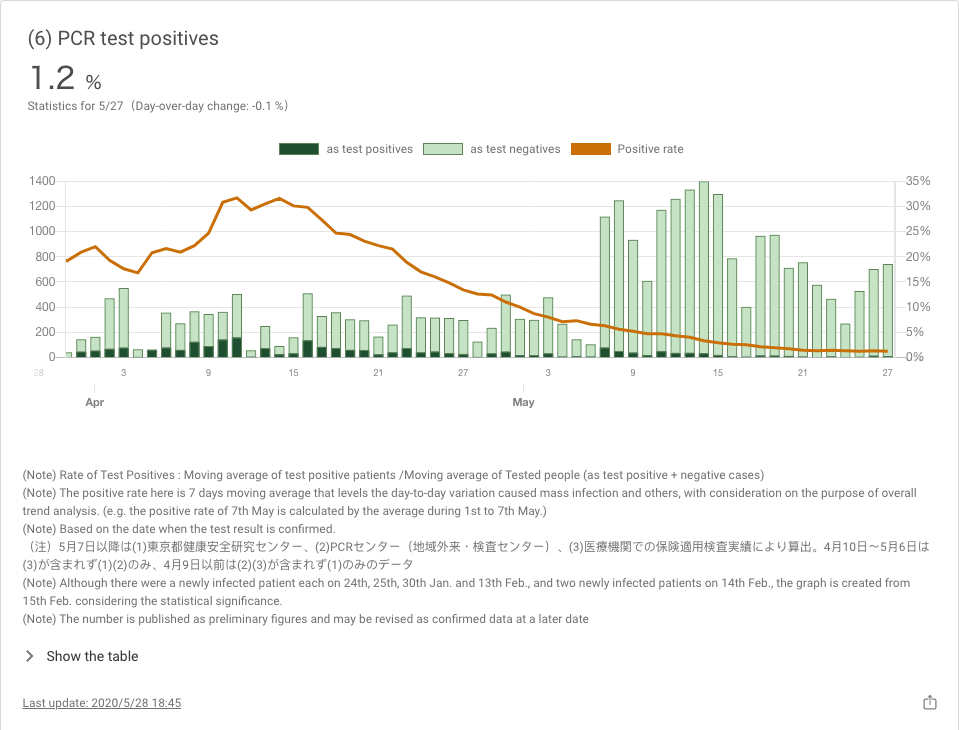 (6) PCR test positives
1.2 %
Statistics for 5/27（Day-over-day change: -0.1 %）
as test positives as test negatives Positive rate
1400 35%
1200 30%
1000 25%
800 20%
600 15%
400 10%
200 5%
0 0%
28 3 9 15 21 27 3 9 15 21 27
Apr May
(Note) Rate of Test Positives : Moving average of test positive patients /Moving average of Tested people (as test positive + negative cases)
(Note) The positive rate here is 7 days moving average that levels the day-to-day variation caused mass infection and others, with consideration on the purpose of overall
trend analysis. (e.g. the positive rate of 7th May is calculated by the average during 1st to 7th May.)
(Note) Based on the date when the test result is confirmed.
（注）5月7日以降は(1)東京都健康安全研究センター、(2)PCRセンター（地域外来・検査センター）、(3)医療機関での保険適用検査実績により算出。4月10日～5月6日は
(3)が含まれず(1)(2)のみ、4月9日以前は(2)(3)が含まれず(1)のみのデータ
(Note) Although there were a newly infected patient each on 24th, 25th, 30th Jan. and 13th Feb., and two newly infected patients on 14th Feb., the graph is created from
15th Feb. considering the statistical significance.
(Note) The number is published as preliminary figures and may be revised as confirmed data at a later date
Show the table
Last update: 2020/5/28 18:45